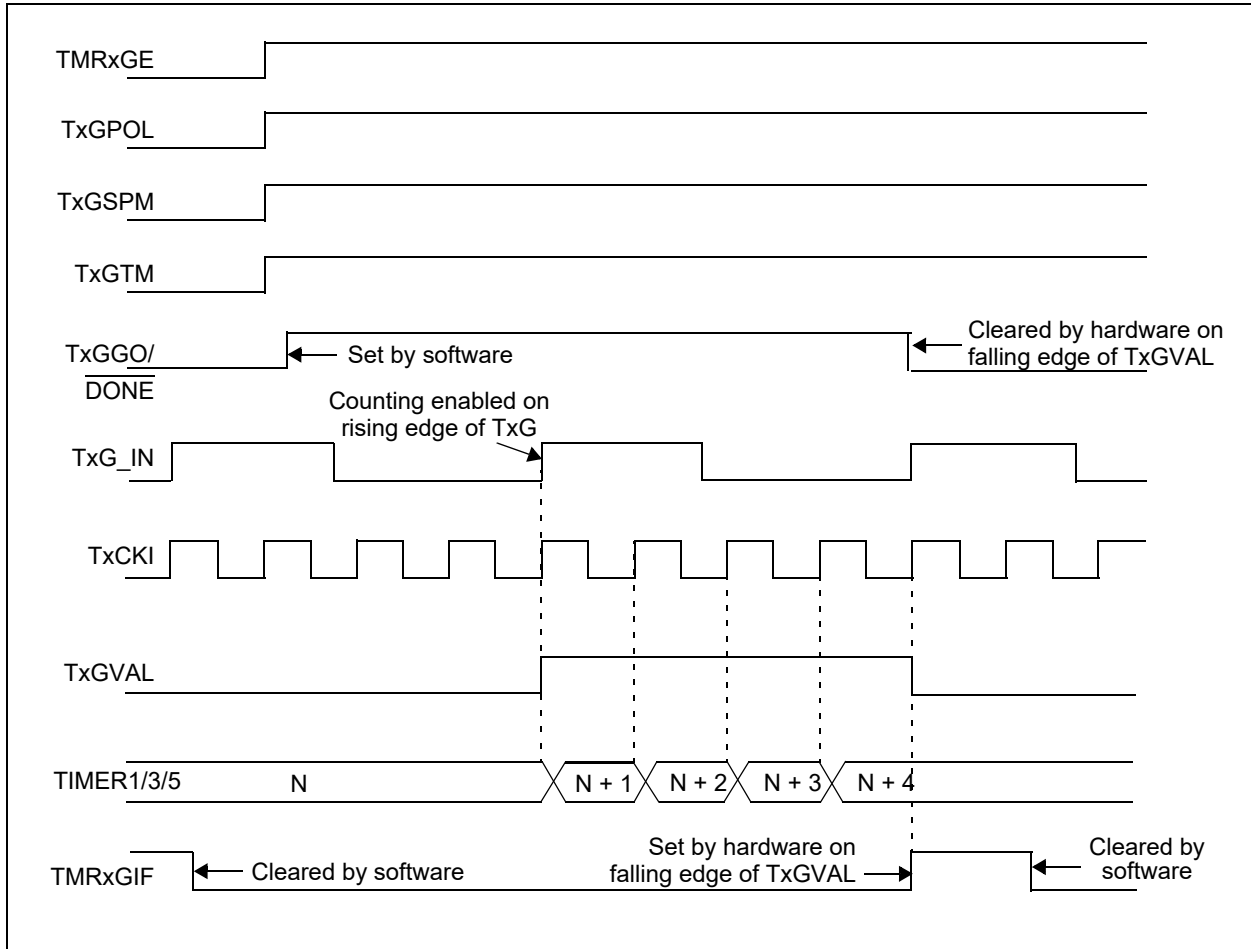 TMRxGE
TxGPOL
TxGSPM
TxGTM
TxGGO/
DONE
Set by software
Cleared by hardware on
falling edge of TxGVAL
Counting enabled on
rising edge of TxG
TxG_IN
TxCKI
TxGVAL
TIMER1/3/5
N
N + 1
N + 2
N + 3
N + 4
TMRxGIF
Cleared by software
Set by hardware on
falling edge of TxGVAL
Cleared by
software